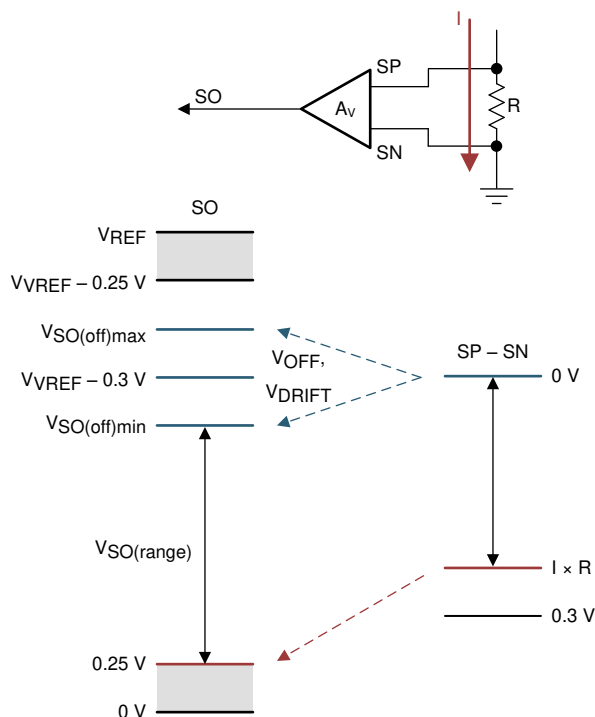 I
SP
SO
AV
R
SN
SO
VREF
VVREF – 0.25 V
VSO(off)max
VOFF,
SP – SN
VVREF – 0.3 V
0 V
VDRIFT
VSO(off)min
VSO(range)
I × R
0.3 V
0.25 V
0 V